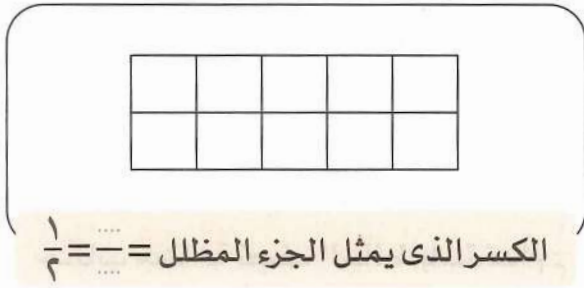 الكسر الذى يمثل الجزء المظلل = ..../.... = ١/٢